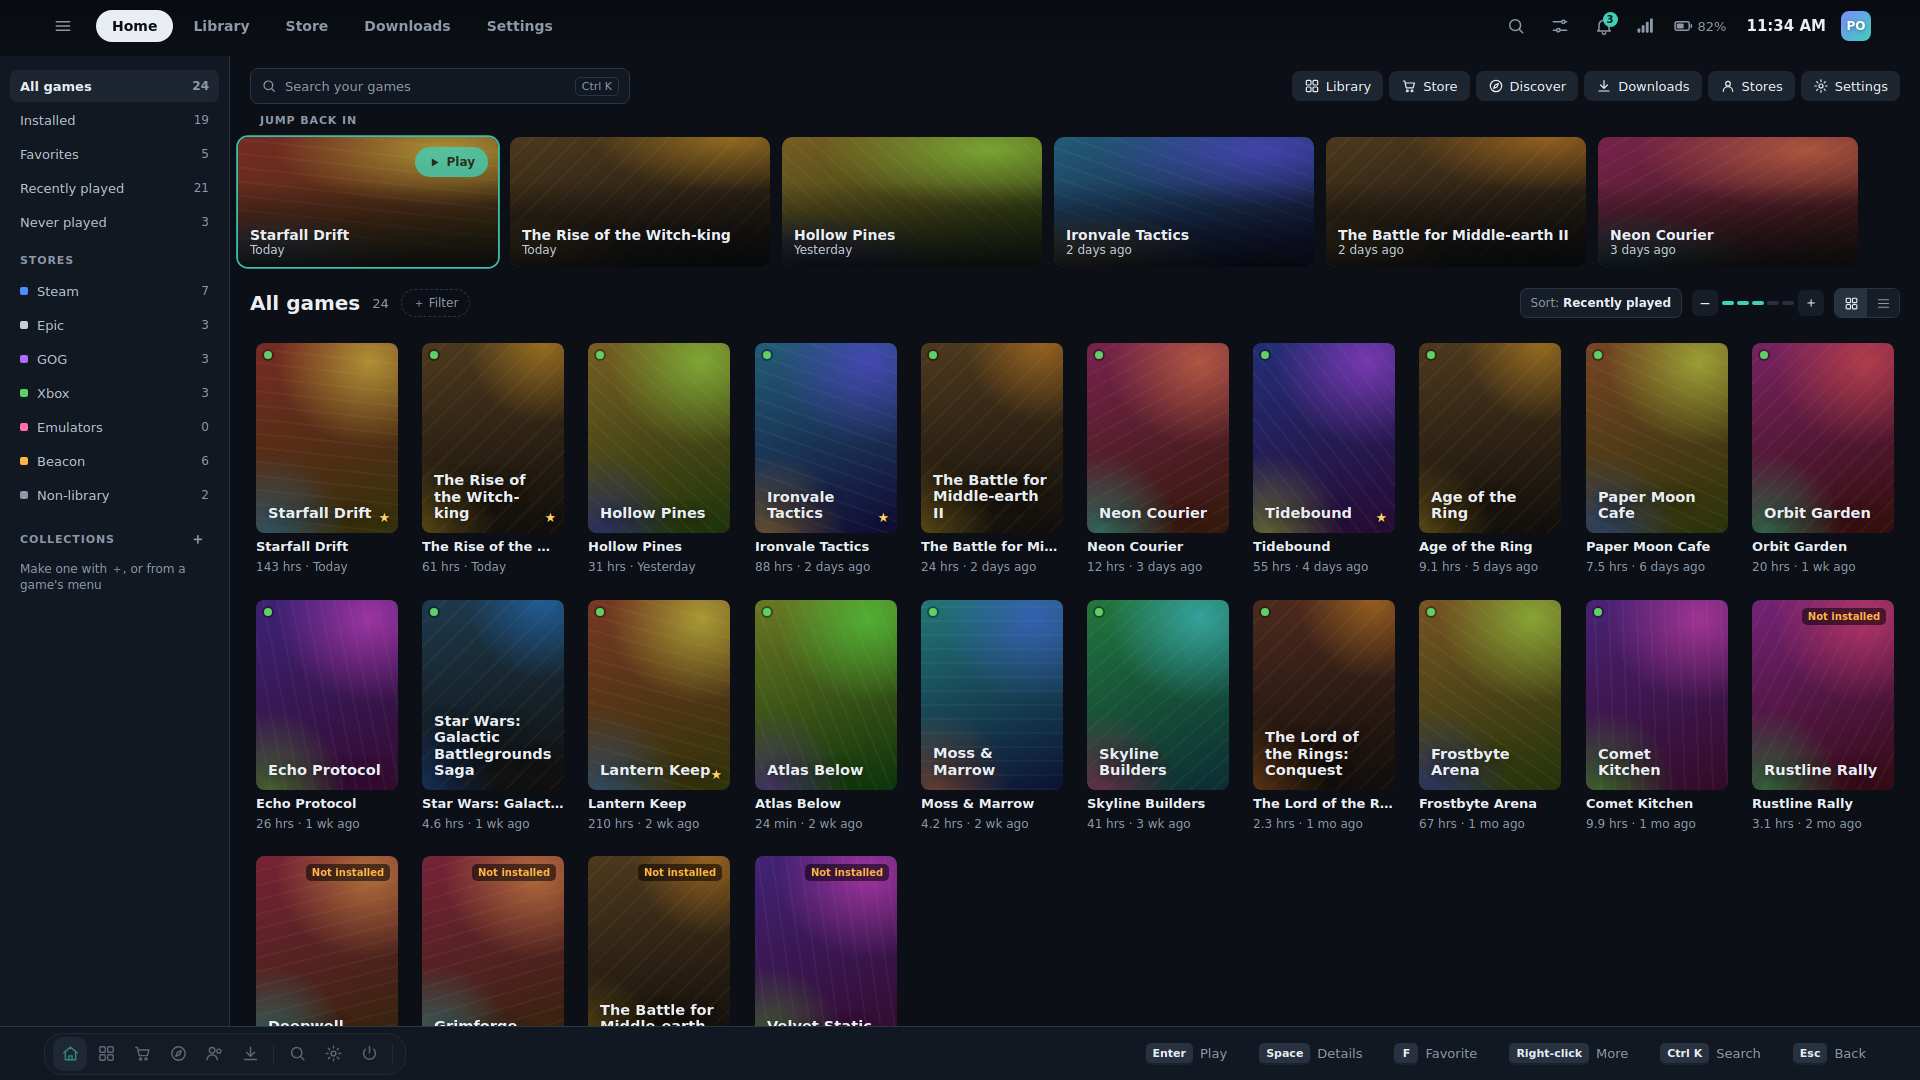 Home
Library
Store
Downloads
Settings
3
82%
11:34 AM
PO
All games 24
Installed 19
Favorites 5
Recently played 21
Never played 3
STORES
Steam 7
Epic 3
GOG 3
Xbox 3
Emulators 0
Beacon 6
Non-library 2
COLLECTIONS +
Make one with +, or from a
game's menu
Search your games Ctrl K
Library
Store
Discover
Downloads
Stores
Settings
JUMP BACK IN
Play
Starfall Drift
Today
The Rise of the Witch-king
Today
Hollow Pines
Yesterday
Ironvale Tactics
2 days ago
The Battle for Middle-earth II
2 days ago
Neon Courier
3 days ago
All games 24 + Filter
Sort: Recently played
− +
Starfall Drift
Starfall Drift
143 hrs · Today
The Rise of
the Witch-
king
The Rise of the ...
61 hrs · Today
Hollow Pines
Hollow Pines
31 hrs · Yesterday
Ironvale
Tactics
Ironvale Tactics
88 hrs · 2 days ago
The Battle for
Middle-earth
II
The Battle for Mi...
24 hrs · 2 days ago
Neon Courier
Neon Courier
12 hrs · 3 days ago
Tidebound
Tidebound
55 hrs · 4 days ago
Age of the
Ring
Age of the Ring
9.1 hrs · 5 days ago
Paper Moon
Cafe
Paper Moon Cafe
7.5 hrs · 6 days ago
Orbit Garden
Orbit Garden
20 hrs · 1 wk ago
Echo Protocol
Echo Protocol
26 hrs · 1 wk ago
Star Wars:
Galactic
Battlegrounds
Saga
Star Wars: Galact...
4.6 hrs · 1 wk ago
Lantern Keep
Lantern Keep
210 hrs · 2 wk ago
Atlas Below
Atlas Below
24 min · 2 wk ago
Moss &
Marrow
Moss & Marrow
4.2 hrs · 2 wk ago
Skyline
Builders
Skyline Builders
41 hrs · 3 wk ago
The Lord of
the Rings:
Conquest
The Lord of the R...
2.3 hrs · 1 mo ago
Frostbyte
Arena
Frostbyte Arena
67 hrs · 1 mo ago
Comet
Kitchen
Comet Kitchen
9.9 hrs · 1 mo ago
Not installed
Rustline Rally
Rustline Rally
3.1 hrs · 2 mo ago
Not installed
Deepwell
Not installed
Grimforge
Not installed
The Battle for
Middle-earth
Not installed
Velvet Static
Enter Play
Space Details
F Favorite
Right-click More
Ctrl K Search
Esc Back